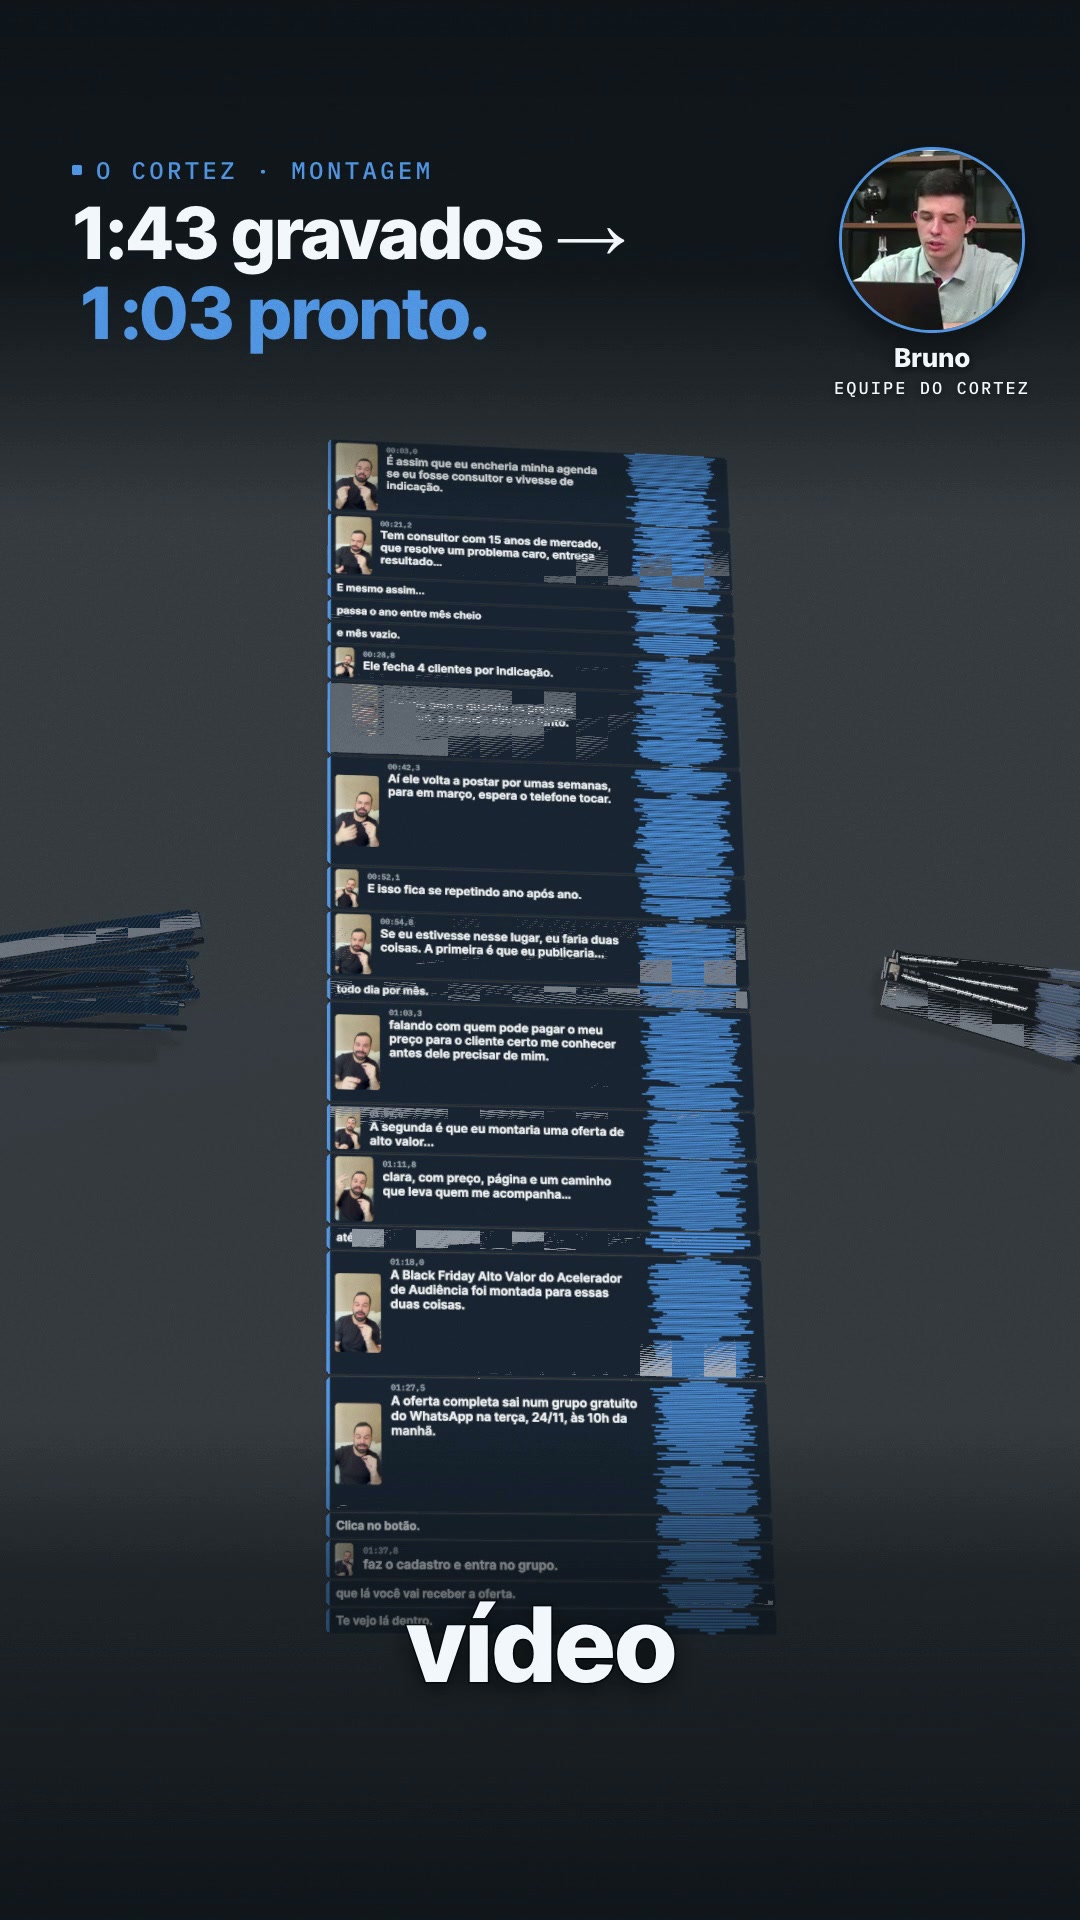 O CORTEZ · MONTAGEM
1:43 gravados →
1:03 pronto.
Bruno
EQUIPE DO CORTEZ
00:03,0
É assim que eu encheria minha agenda
se eu fosse consultor e vivesse de
indicação.
00:21,2
Tem consultor com 15 anos de mercado,
que resolve um problema caro, entrega
resultado...
E mesmo assim...
passa o ano entre mês cheio
e mês vazio.
00:28,8
Ele fecha 4 clientes por indicação.
00:42,3
Aí ele volta a postar por umas semanas,
para em março, espera o telefone tocar.
00:52,1
E isso fica se repetindo ano após ano.
00:54,8
Se eu estivesse nesse lugar, eu faria duas
coisas. A primeira é que eu publicaria...
todo dia por mês.
01:03,3
falando com quem pode pagar o meu
preço para o cliente certo me conhecer
antes dele precisar de mim.
A segunda é que eu montaria uma oferta de
alto valor...
01:11,8
clara, com preço, página e um caminho
que leva quem me acompanha...
até
01:18,0
A Black Friday Alto Valor do Acelerador
de Audiência foi montada para essas
duas coisas.
01:27,5
A oferta completa sai num grupo gratuito
do WhatsApp na terça, 24/11, às 10h da
manhã.
Clica no botão.
01:37,8
faz o cadastro e entra no grupo.
que lá você vai receber a oferta.
Te vejo lá dentro.
vídeo